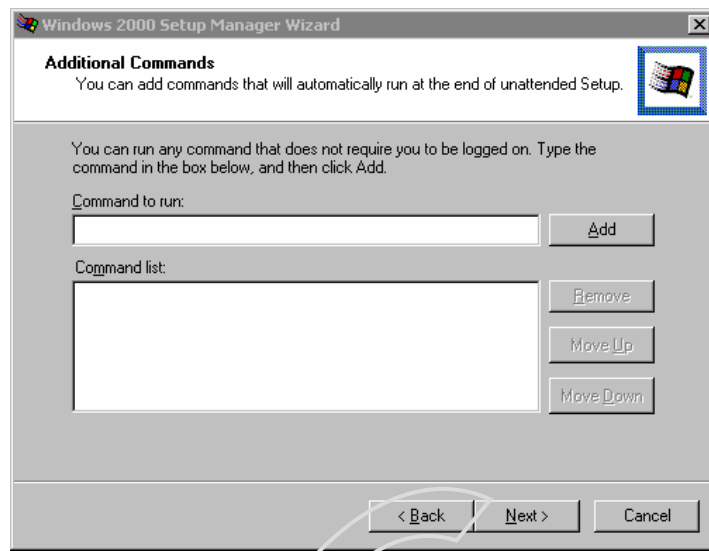 Windows 2000 Setup Manager Wizard
Additional Commands
You can add commands that will automatically run at the end of unattended Setup.
You can run any command that does not require you to be logged on. Type the
command in the box below, and then click Add.
Command to run:
Add
Command list:
Remove
Move Up
Move Down
< Back
Next >
Cancel